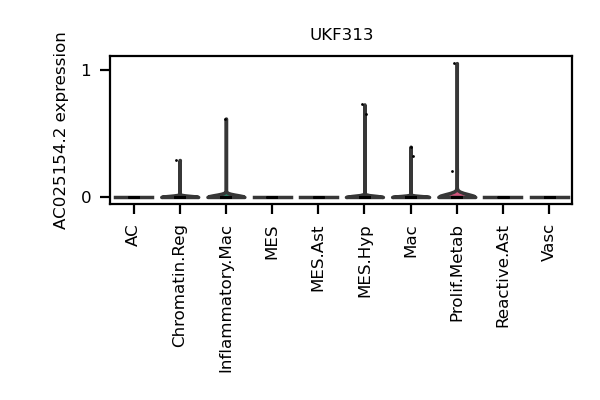 UKF313
AC025154.2 expression
1
0
AC
Chromatin.Reg
Inflammatory.Mac
MES
MES.Ast
MES.Hyp
Mac
Prolif.Metab
Reactive.Ast
Vasc